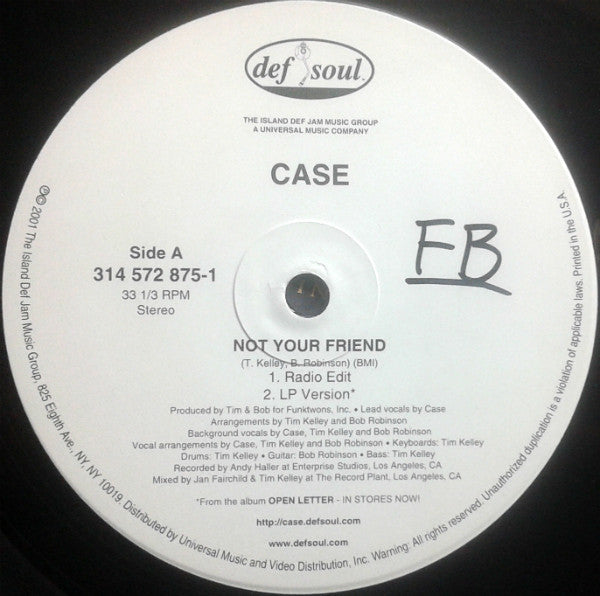 def soul.
THE ISLAND DEF JAM MUSIC GROUP
A UNIVERSAL MUSIC COMPANY
CASE
Side A
314 572 875-1
33 1/3 RPM
Stereo
FB
NOT YOUR FRIEND
(T. Kelley, B. Robinson) (BMI)
1. Radio Edit
2. LP Version*
Produced by Tim & Bob for Funktwons, Inc. • Lead vocals by Case
Arrangements by Tim Kelley and Bob Robinson
Background vocals by Case, Tim Kelley and Bob Robinson
Vocal arrangements by Case, Tim Kelley and Bob Robinson • Keyboards: Tim Kelley
Drums: Tim Kelley • Guitar: Bob Robinson • Bass: Tim Kelley
Recorded by Andy Haller at Enterprise Studios, Los Angeles, CA
Mixed by Jan Fairchild & Tim Kelley at The Record Plant, Los Angeles, CA
*From the album OPEN LETTER - IN STORES NOW!
http://case.defsoul.com
www.defsoul.com
℗© 2001 The Island Def Jam Music Group, 825 Eighth Ave., NY, NY 10019. Distributed by Universal Music and Video Distribution, Inc. Warning: All rights reserved. Unauthorized duplication is a violation of applicable laws. Printed in the U.S.A.